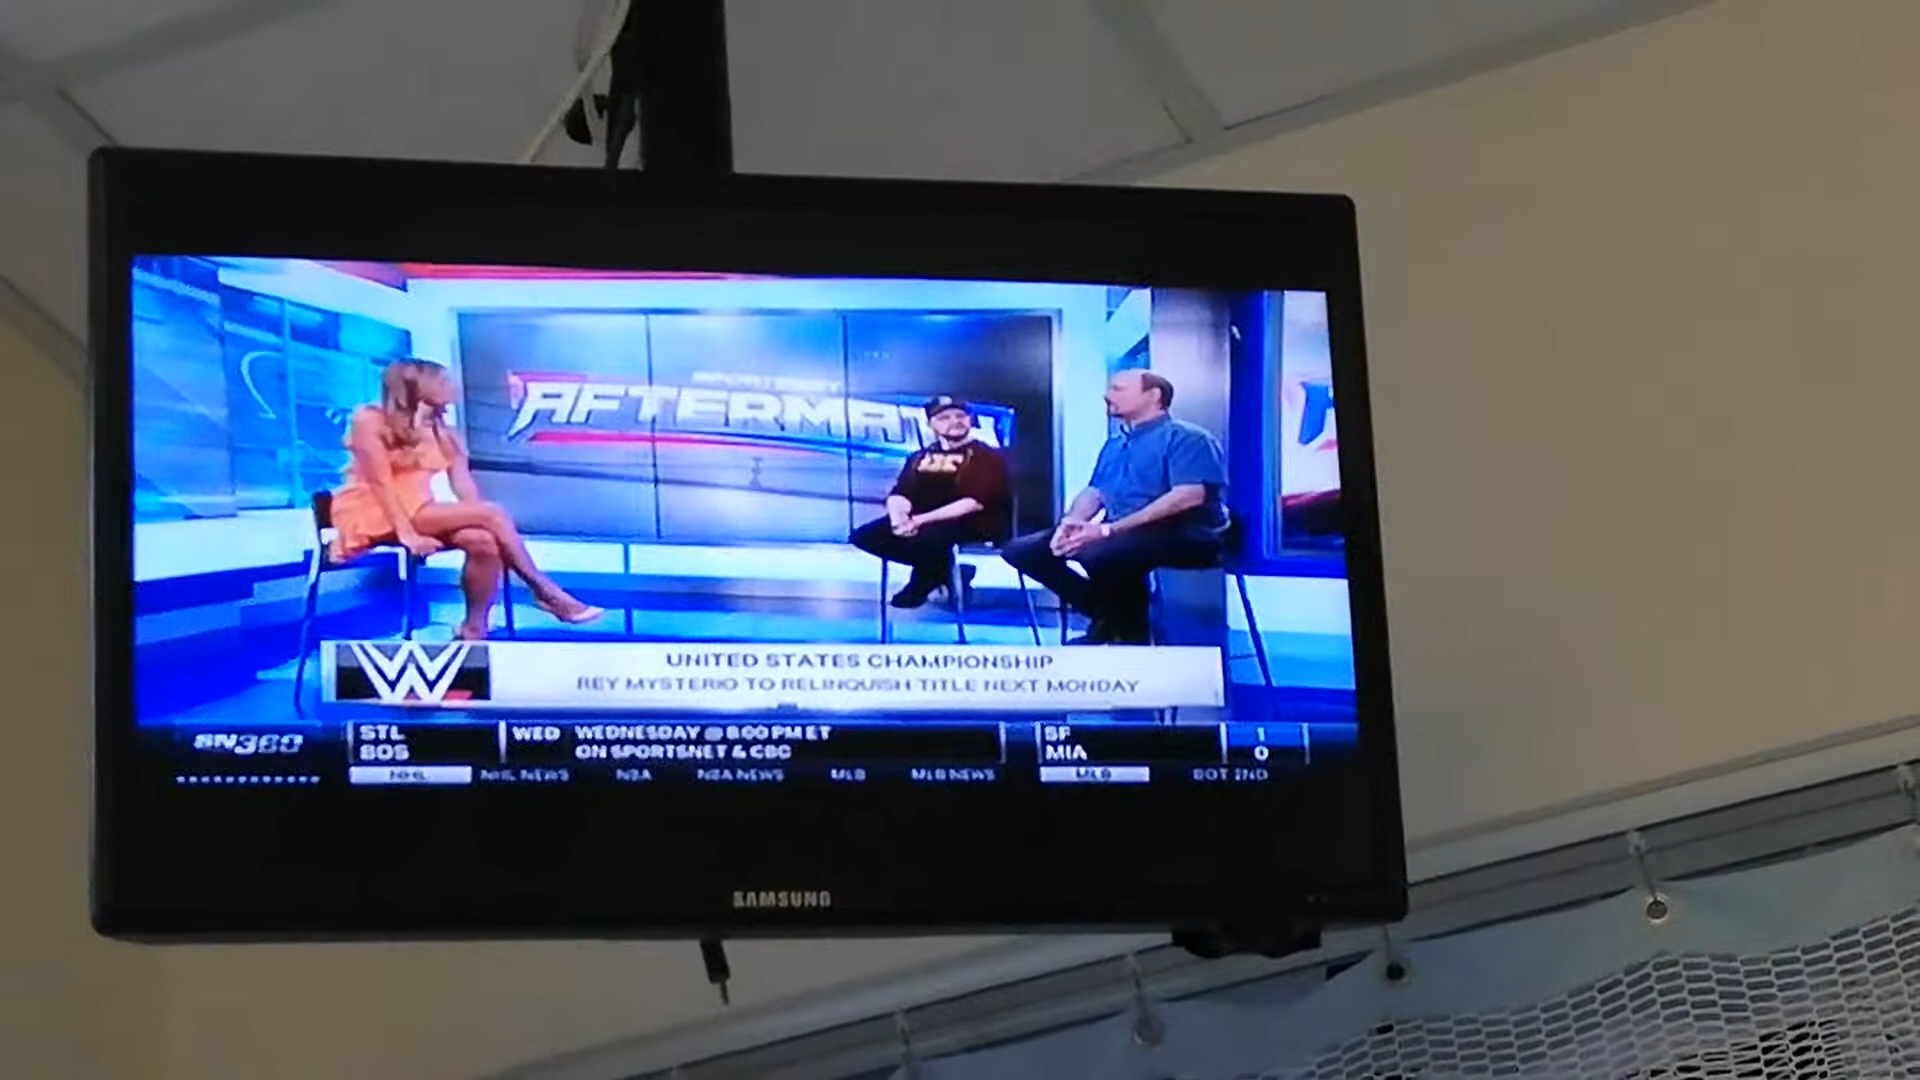 AFTERMATH
UNITED STATES CHAMPIONSHIP
REY MYSTERIO TO RELINQUISH TITLE NEXT MONDAY
SN360
STL
BOS
WED WEDNESDAY @ 8:00 PM ET
ON SPORTSNET & CBC
SF 1
MIA 0
NHL NHL NEWS NBA NBA NEWS MLB MLB NEWS MLB BOT 2ND
SAMSUNG